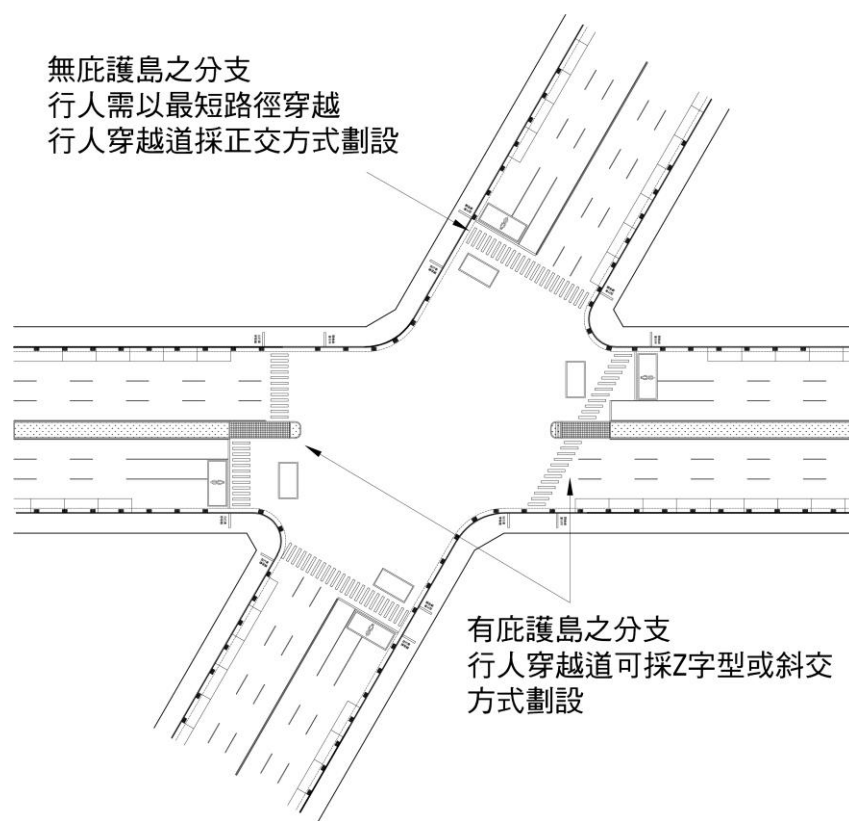 無庇護島之分支
行人需以最短路徑穿越
行人穿越道採正交方式劃設
有庇護島之分支
行人穿越道可採Z字型或斜交
方式劃設